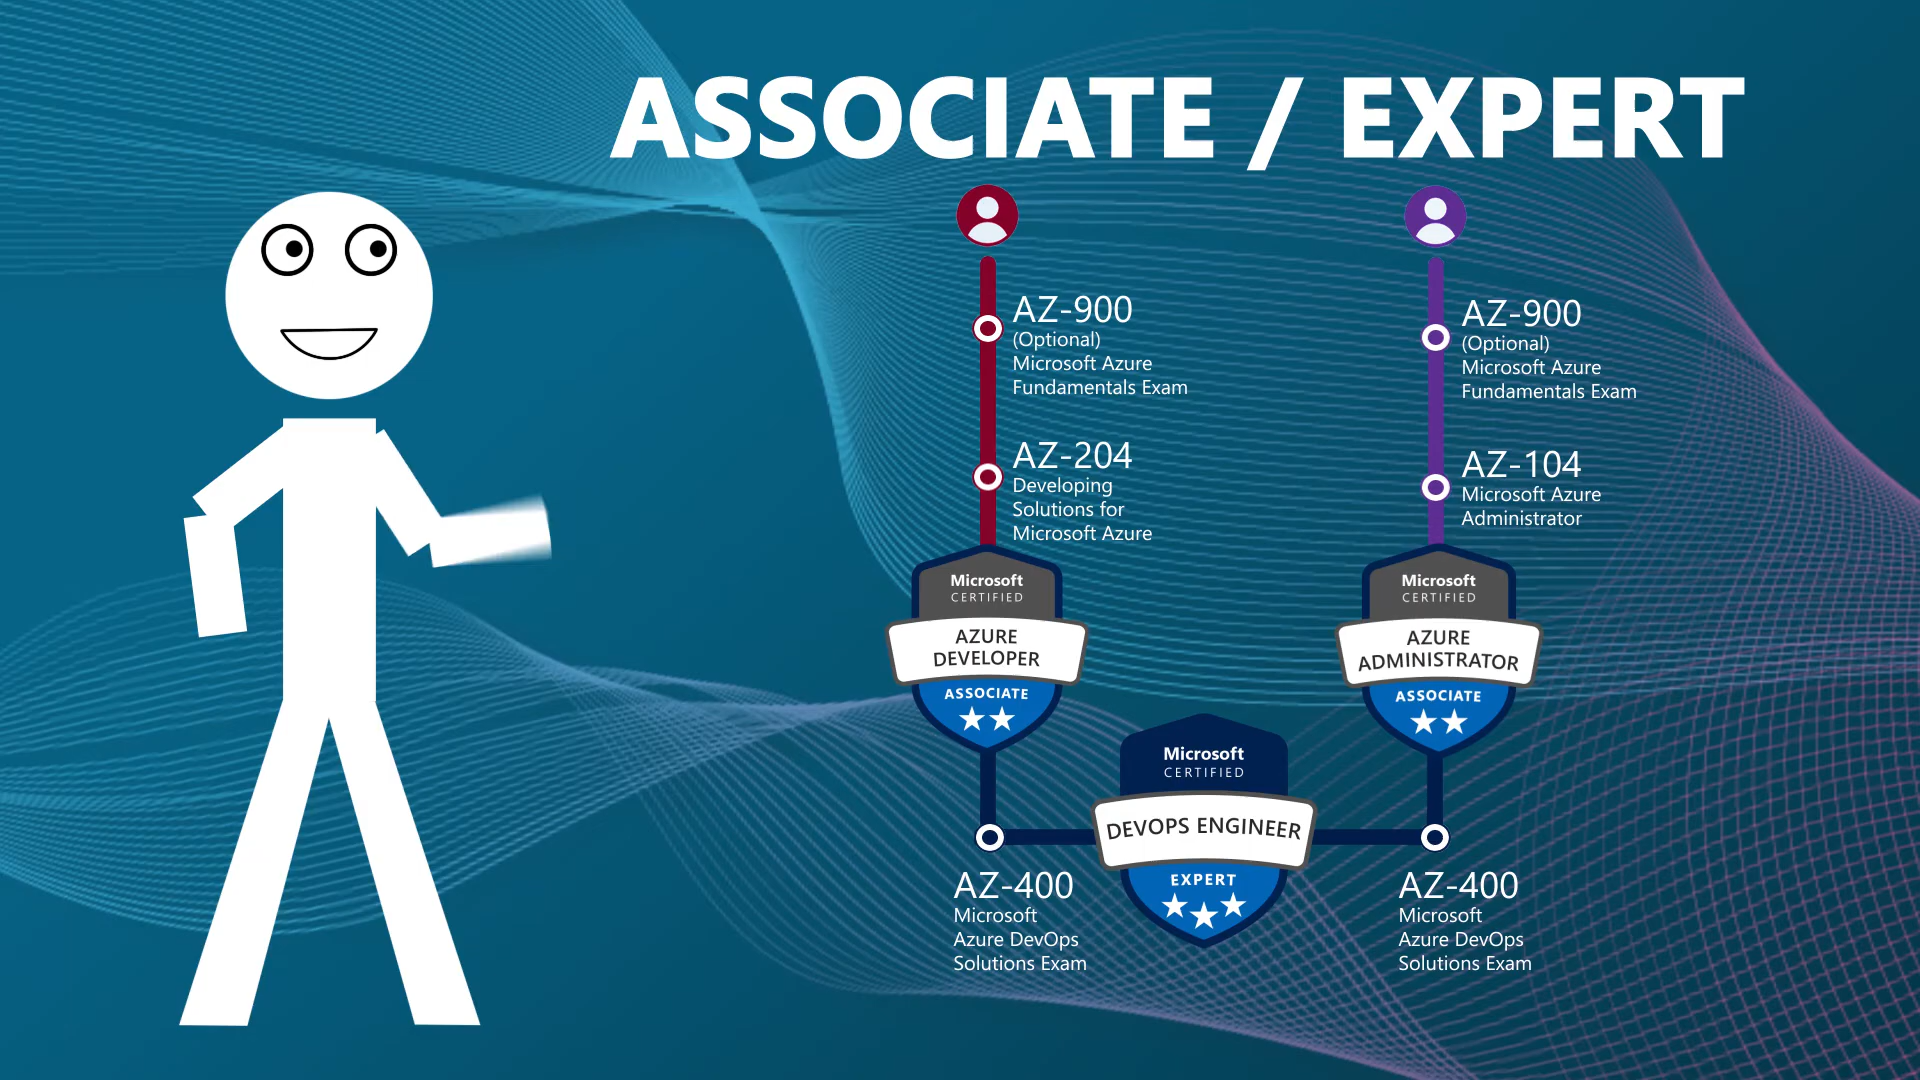 ASSOCIATE / EXPERT
AZ-900
(Optional)
Microsoft Azure
Fundamentals Exam
AZ-204
Developing
Solutions for
Microsoft Azure
Microsoft
CERTIFIED
AZURE
DEVELOPER
ASSOCIATE
AZ-900
(Optional)
Microsoft Azure
Fundamentals Exam
AZ-104
Microsoft Azure
Administrator
Microsoft
CERTIFIED
AZURE
ADMINISTRATOR
ASSOCIATE
Microsoft
CERTIFIED
DEVOPS ENGINEER
EXPERT
AZ-400
Microsoft
Azure DevOps
Solutions Exam
AZ-400
Microsoft
Azure DevOps
Solutions Exam